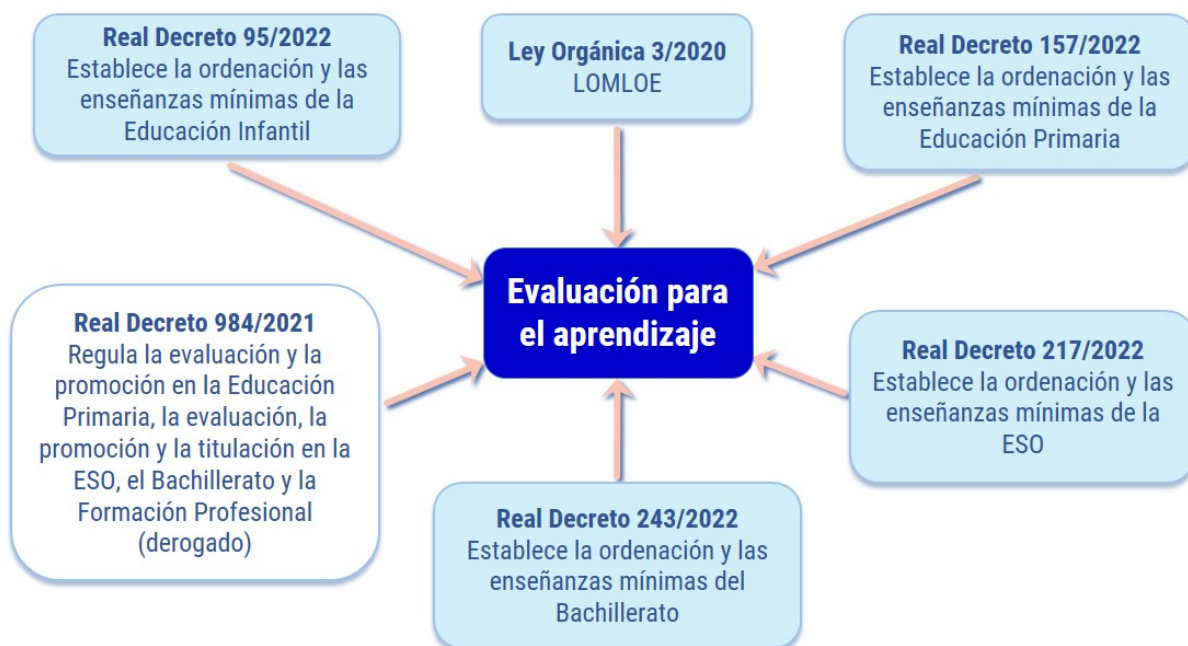 Real Decreto 95/2022
Establece la ordenación y las
enseñanzas mínimas de la
Educación Infantil
Ley Orgánica 3/2020
LOMLOE
Real Decreto 157/2022
Establece la ordenación y las
enseñanzas mínimas de la
Educación Primaria
Evaluación para
el aprendizaje
Real Decreto 984/2021
Regula la evaluación y la
promoción en la Educación
Primaria, la evaluación, la
promoción y la titulación en la
ESO, el Bachillerato y la
Formación Profesional
(derogado)
Real Decreto 217/2022
Establece la ordenación y las
enseñanzas mínimas de la
ESO
Real Decreto 243/2022
Establece la ordenación y las
enseñanzas mínimas del
Bachillerato